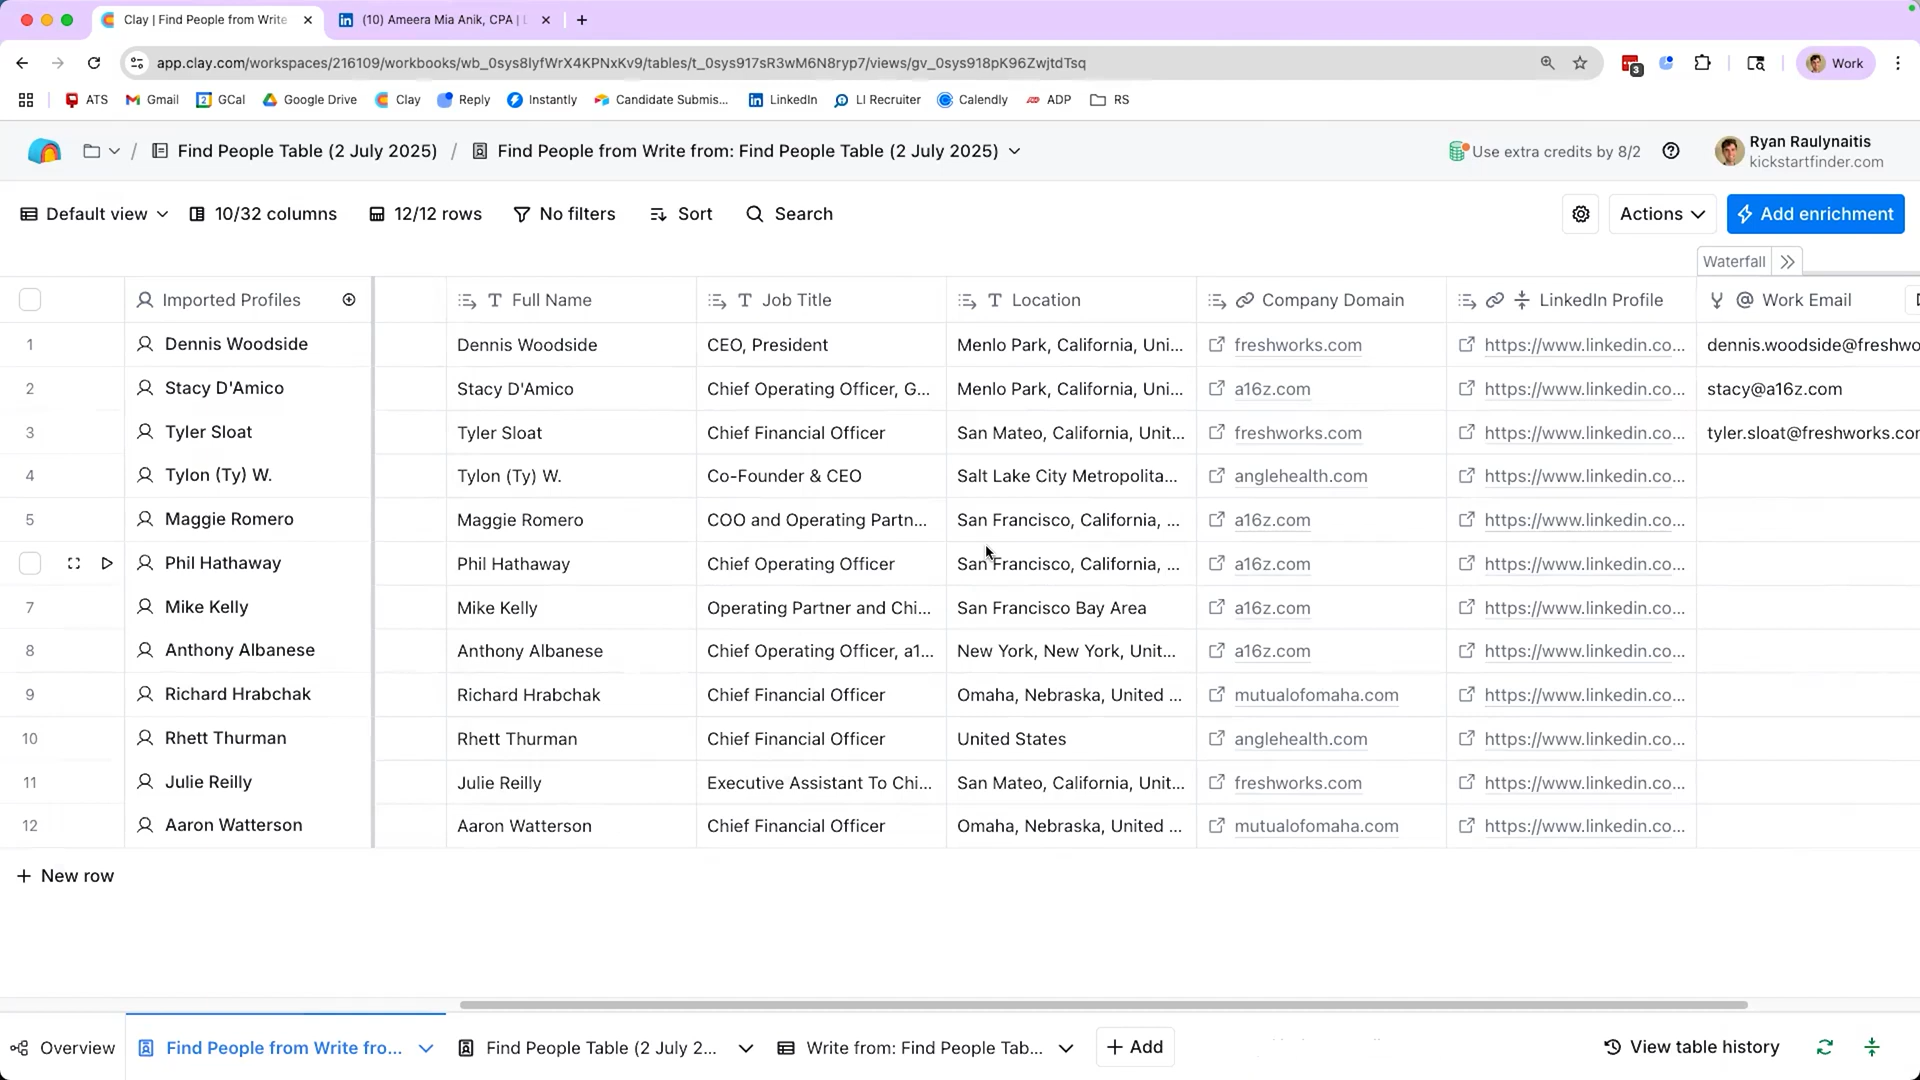 Clay | Find People from Write
(10) Ameera Mia Anik, CPA |
app.clay.com/workspaces/216109/workbooks/wb_0sys8lyfWrX4KPNxKv9/tables/t_0sys917sR3wM6N8ryp7/views/gv_0sys918pK96ZwjtdTsq
3
Work
ATS Gmail GCal Google Drive Clay Reply Instantly Candidate Submis... LinkedIn LI Recruiter Calendly ADP RS
/ Find People Table (2 July 2025) / Find People from Write from: Find People Table (2 July 2025)
Use extra credits by 8/2
Ryan Raulynaitis
kickstartfinder.com
Default view 10/32 columns 12/12 rows No filters Sort Search Actions Add enrichment
Waterfall
Imported Profiles Full Name Job Title Location Company Domain LinkedIn Profile Work Email
1 Dennis Woodside Dennis Woodside CEO, President Menlo Park, California, Uni... freshworks.com https://www.linkedin.co... dennis.woodside@freshwo
2 Stacy D'Amico Stacy D'Amico Chief Operating Officer, G... Menlo Park, California, Uni... a16z.com https://www.linkedin.co... stacy@a16z.com
3 Tyler Sloat Tyler Sloat Chief Financial Officer San Mateo, California, Unit... freshworks.com https://www.linkedin.co... tyler.sloat@freshworks.com
4 Tylon (Ty) W. Tylon (Ty) W. Co-Founder & CEO Salt Lake City Metropolita... anglehealth.com https://www.linkedin.co...
5 Maggie Romero Maggie Romero COO and Operating Partn... San Francisco, California, ... a16z.com https://www.linkedin.co...
Phil Hathaway Phil Hathaway Chief Operating Officer San Francisco, California, ... a16z.com https://www.linkedin.co...
7 Mike Kelly Mike Kelly Operating Partner and Chi... San Francisco Bay Area a16z.com https://www.linkedin.co...
8 Anthony Albanese Anthony Albanese Chief Operating Officer, a1... New York, New York, Unit... a16z.com https://www.linkedin.co...
9 Richard Hrabchak Richard Hrabchak Chief Financial Officer Omaha, Nebraska, United ... mutualofomaha.com https://www.linkedin.co...
10 Rhett Thurman Rhett Thurman Chief Financial Officer United States anglehealth.com https://www.linkedin.co...
11 Julie Reilly Julie Reilly Executive Assistant To Chi... San Mateo, California, Unit... freshworks.com https://www.linkedin.co...
12 Aaron Watterson Aaron Watterson Chief Financial Officer Omaha, Nebraska, United ... mutualofomaha.com https://www.linkedin.co...
+ New row
Overview Find People from Write fro... Find People Table (2 July 2... Write from: Find People Tab... + Add View table history